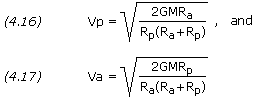 (4.16) Vp = √(2GMRa / Rp(Ra+Rp)) , and
(4.17) Va = √(2GMRp / Ra(Ra+Rp))